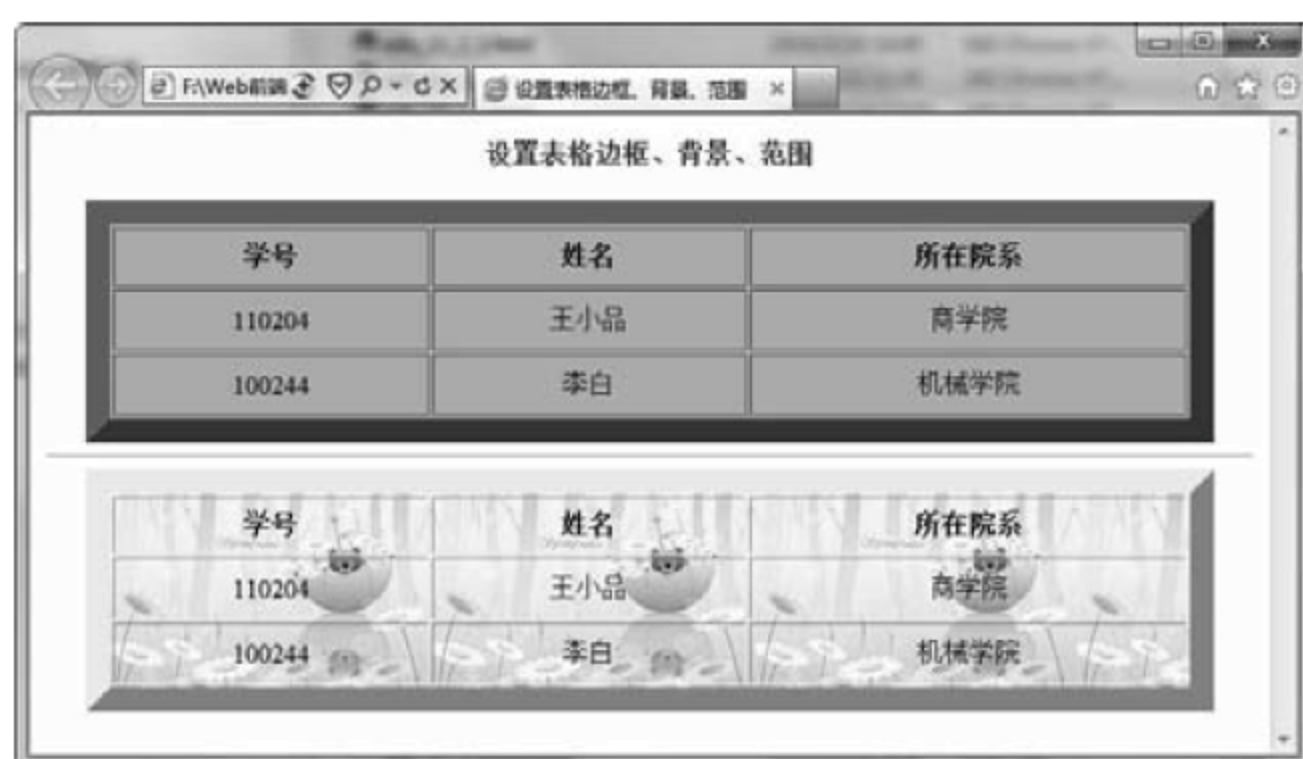 F:\Web前端
设置表格边框、背景、范围
设置表格边框、背景、范围
学号 姓名 所在院系
110204 王小品 商学院
100244 李白 机械学院
学号 姓名 所在院系
110204 王小品 商学院
100244 李白 机械学院